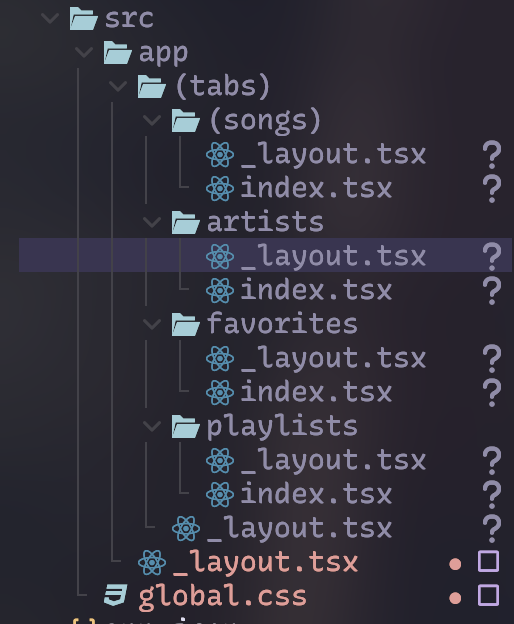 src
app
(tabs)
(songs)
_layout.tsx ?
index.tsx ?
artists
_layout.tsx ?
index.tsx ?
favorites
_layout.tsx ?
index.tsx ?
playlists
_layout.tsx ?
index.tsx ?
_layout.tsx ?
_layout.tsx
global.css